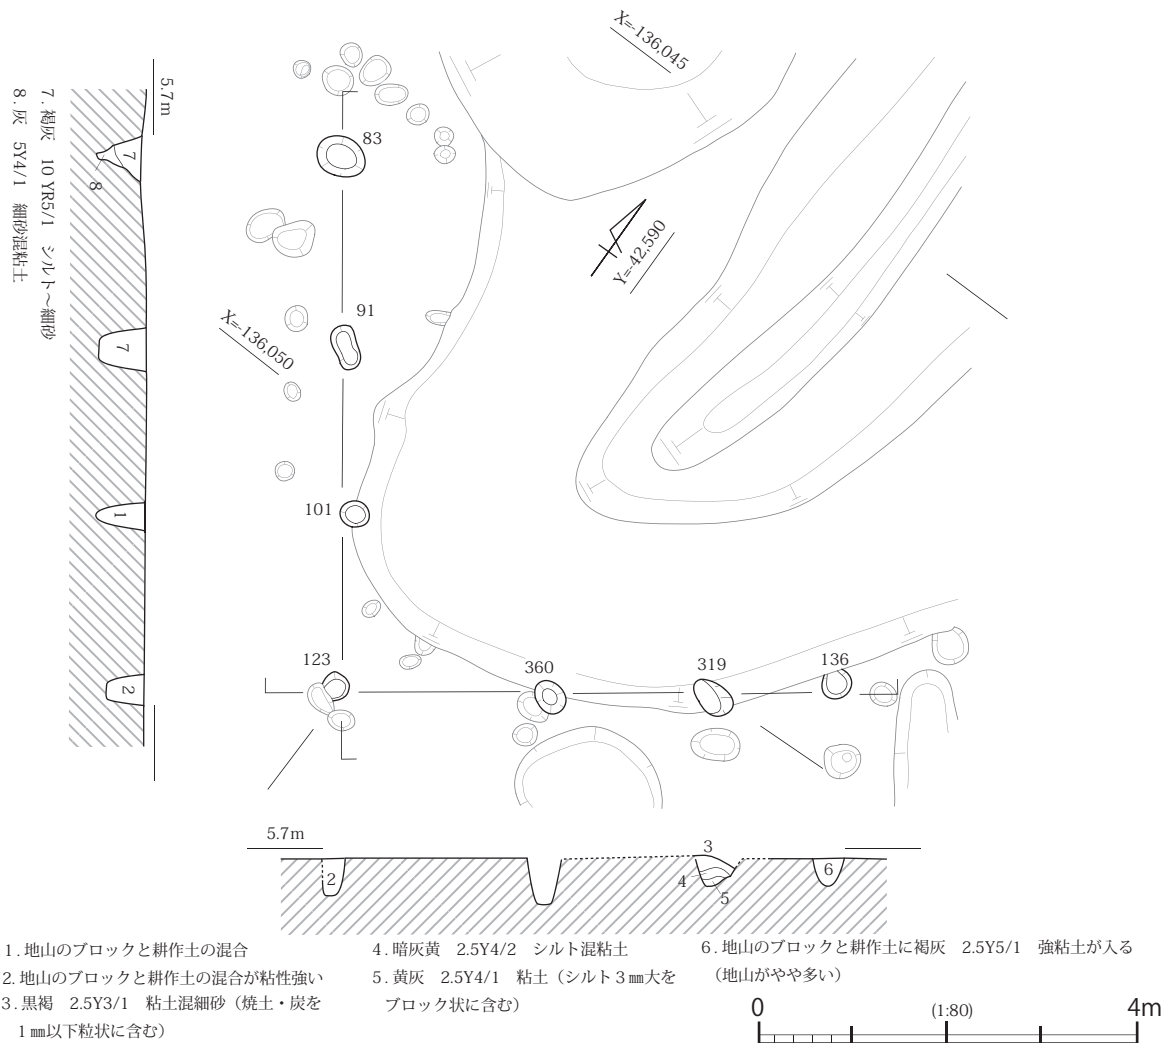 X=-136,045
5.7m
7. 褐灰　10 YR5/1　シルト～細砂
8. 灰　5Y4/1　細砂混粘土
83
7
8
Y=-42,590
91
X=-136,050
7
101
1
123
360
319
136
2
5.7m
3
2
4
5
6
1. 地山のブロックと耕作土の混合
2. 地山のブロックと耕作土の混合が粘性強い
3. 黒褐　2.5Y3/1　粘土混細砂（焼土・炭を
1㎜以下粒状に含む）
4. 暗灰黄　2.5Y4/2　シルト混粘土
5. 黄灰　2.5Y4/1　粘土（シルト３㎜大を
ブロック状に含む）
6. 地山のブロックと耕作土に褐灰　2.5Y5/1　強粘土が入る
（地山がやや多い）
0
(1:80)
4m